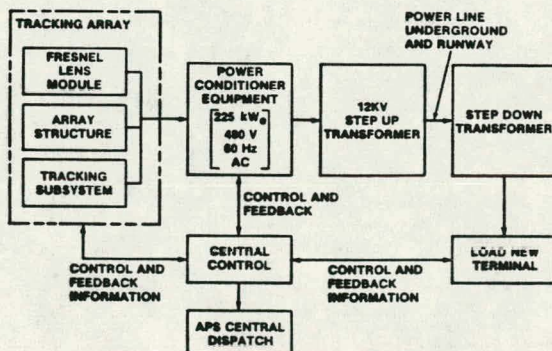 TRACKING ARRAY
FRESNEL
LENS
MODULE
ARRAY
STRUCTURE
TRACKING
SUBSYSTEM
POWER
CONDITIONER
EQUIPMENT
225 kWe
480 V
60 Hz
AC
12KV
STEP UP
TRANSFORMER
POWER LINE
UNDERGROUND
AND RUNWAY
STEP DOWN
TRANSFORMER
CONTROL AND
FEEDBACK
CENTRAL
CONTROL
LOAD NEW
TERMINAL
CONTROL AND
FEEDBACK
INFORMATION
CONTROL AND
FEEDBACK
INFORMATION
APS CENTRAL
DISPATCH